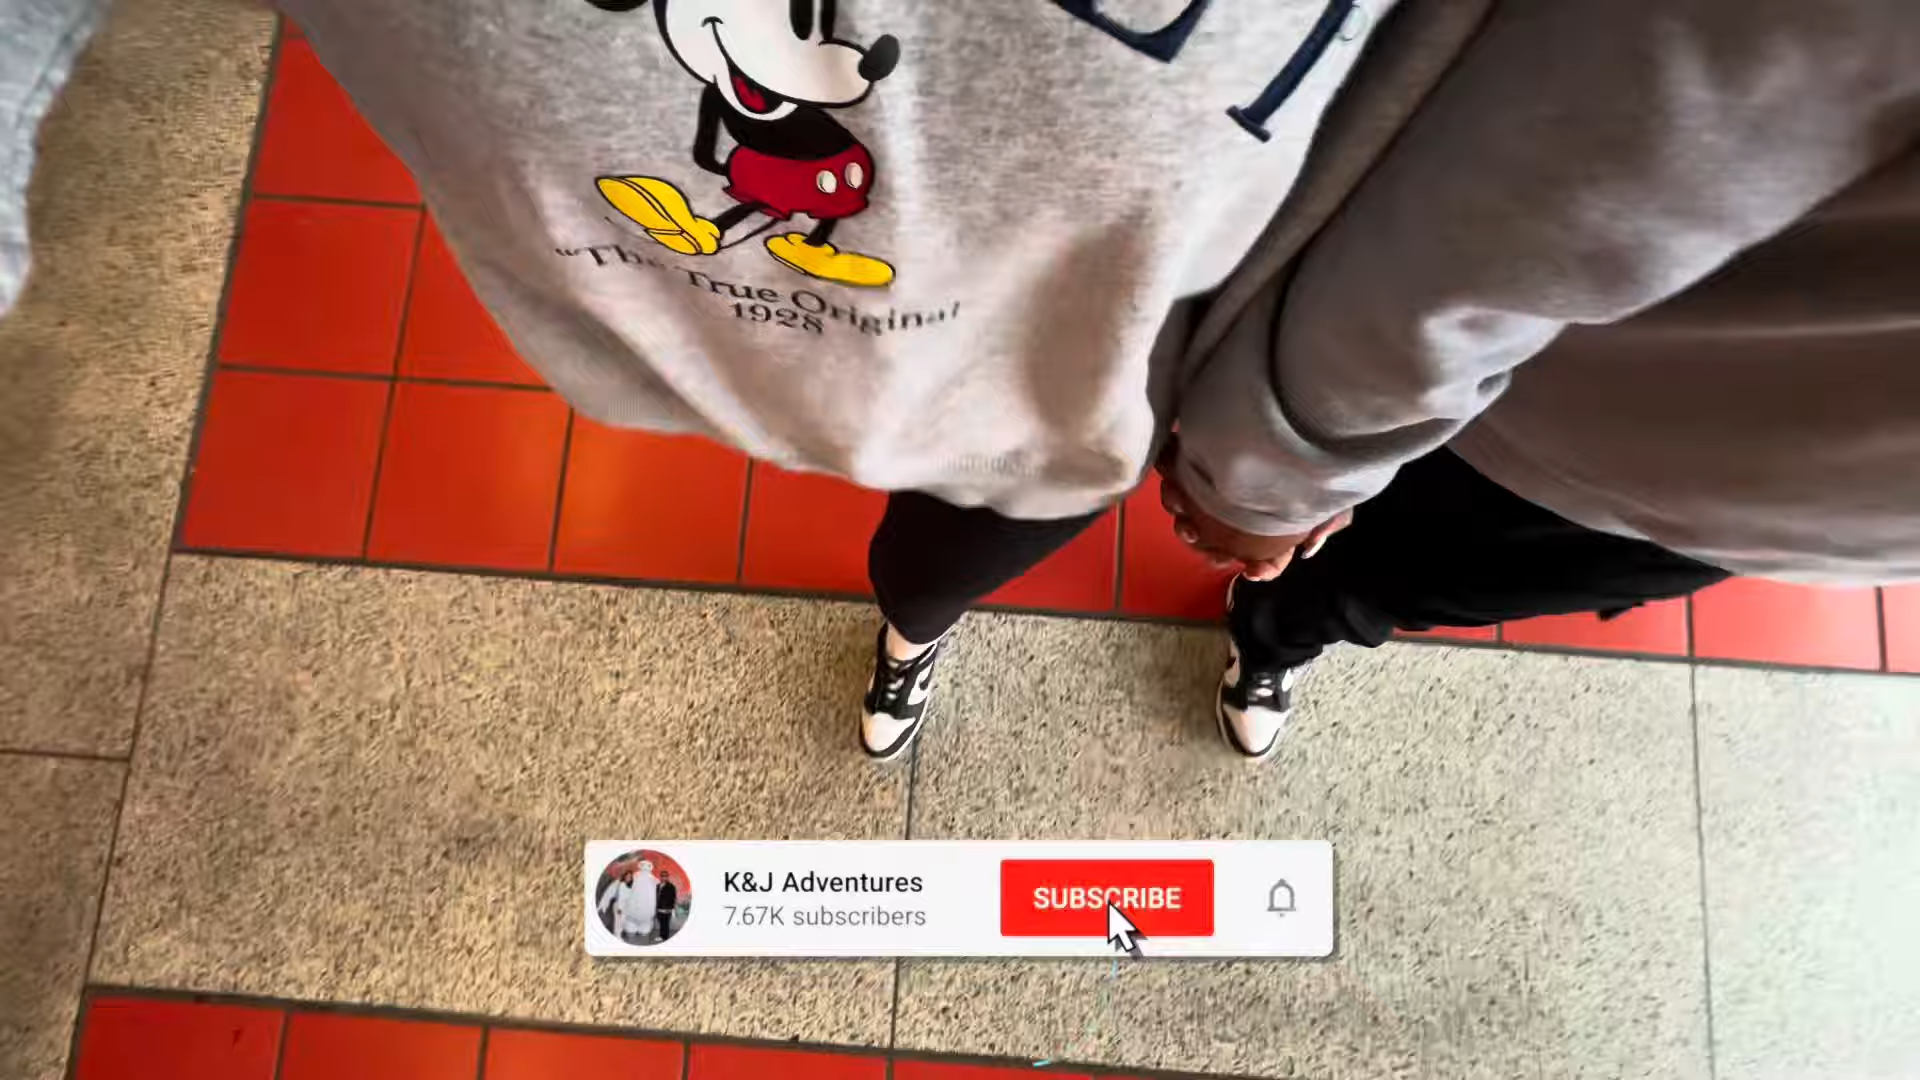 "The True Original
1928
K&J Adventures
7.67K subscribers
SUBSCRIBE